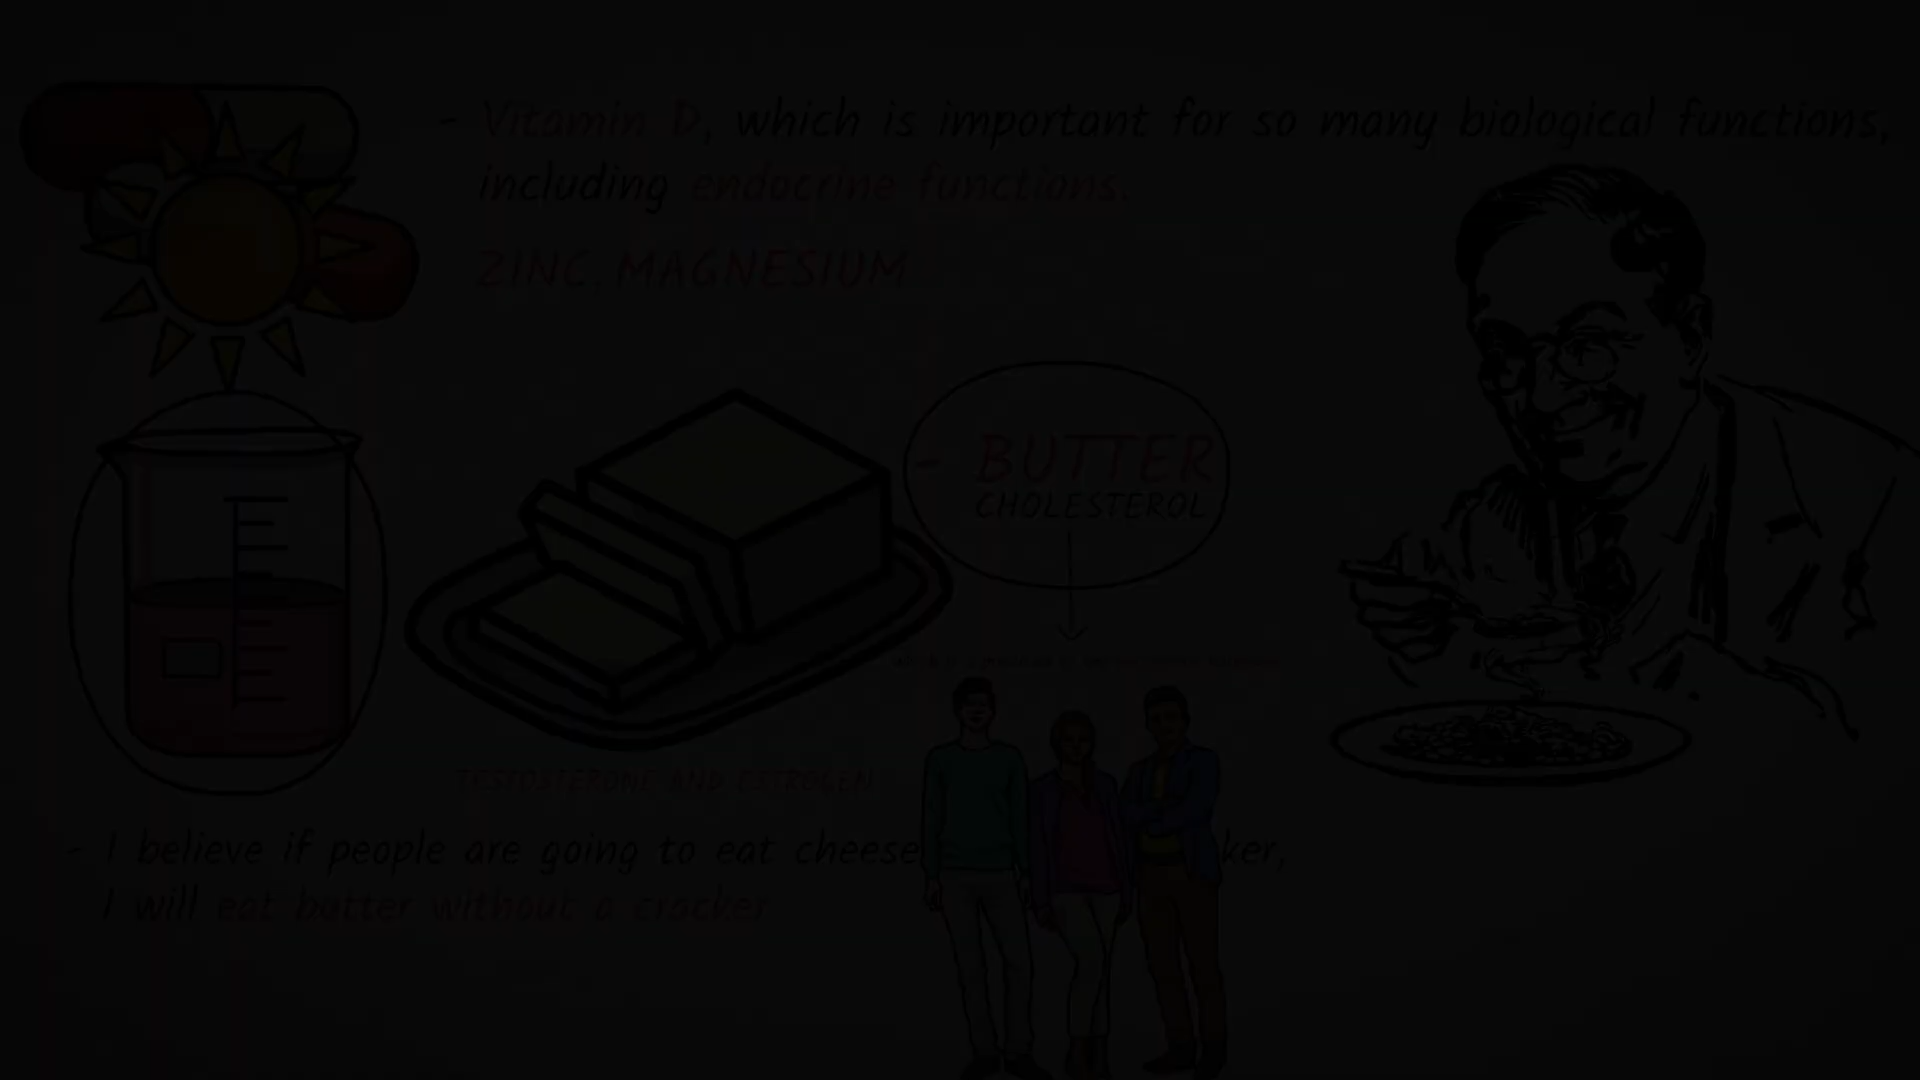 - Vitamin D, which is important for so many biological functions,
including endocrine functions.
ZINC, MAGNESIUM
- BUTTER
CHOLESTEROL
TESTOSTERONE AND ESTROGEN
- I believe if people are going to eat cheese ker,
I will eat butter without a cracker